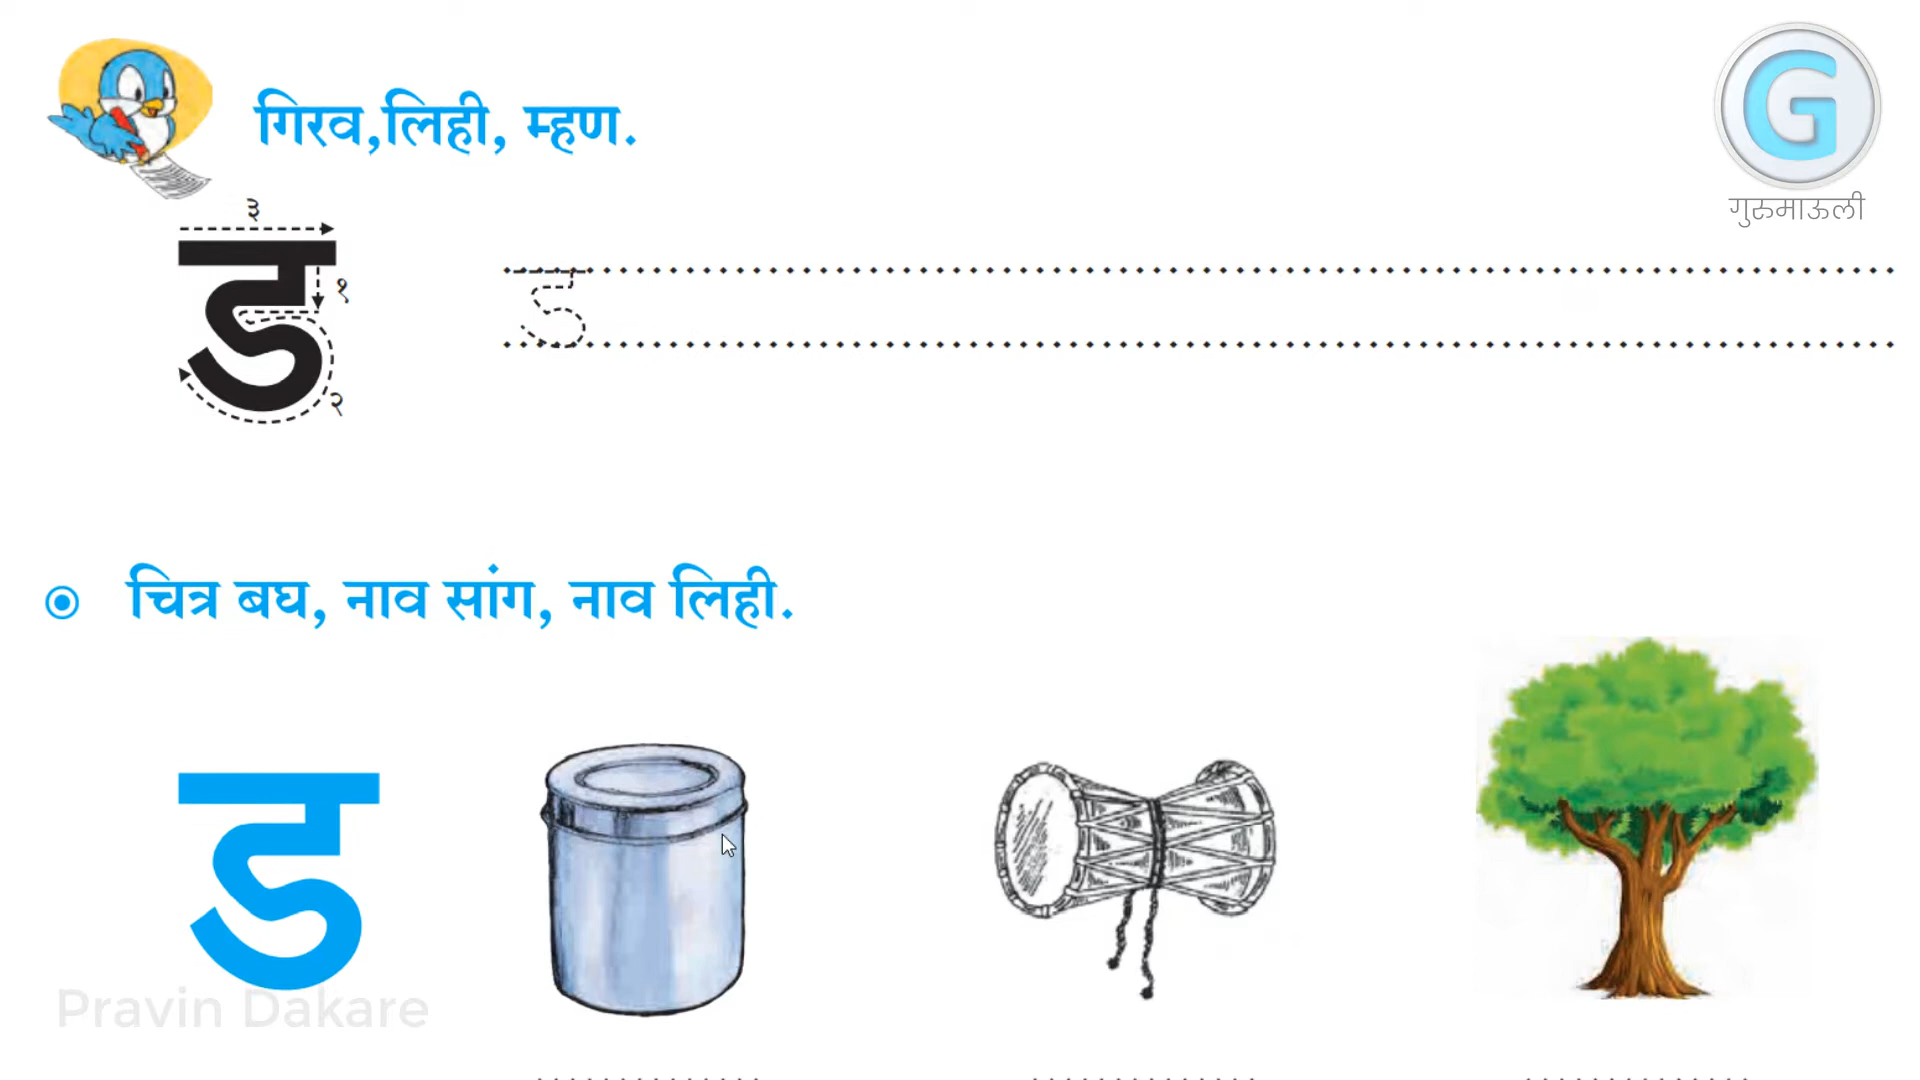 गिरव,लिही, म्हण.
G
गुरुमाऊली
३
ड
१
२
ड
चित्र बघ, नाव सांग, नाव लिही.
ड
Pravin Dakare